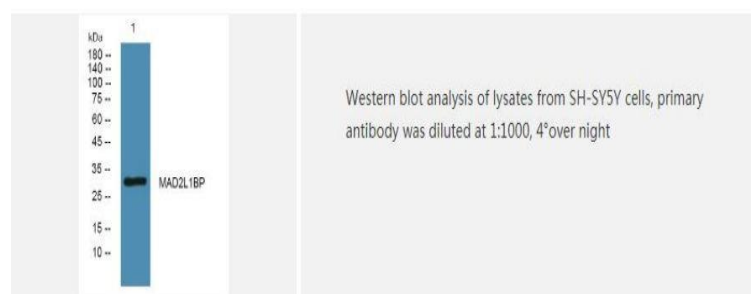 kDa
1
180 --
140 --
100 --
75 --
60 --
45 --
35 --
MAD2L1BP
25 --
15 --
10 --
Western blot analysis of lysates from SH-SY5Y cells, primary
antibody was diluted at 1:1000, 4°over night